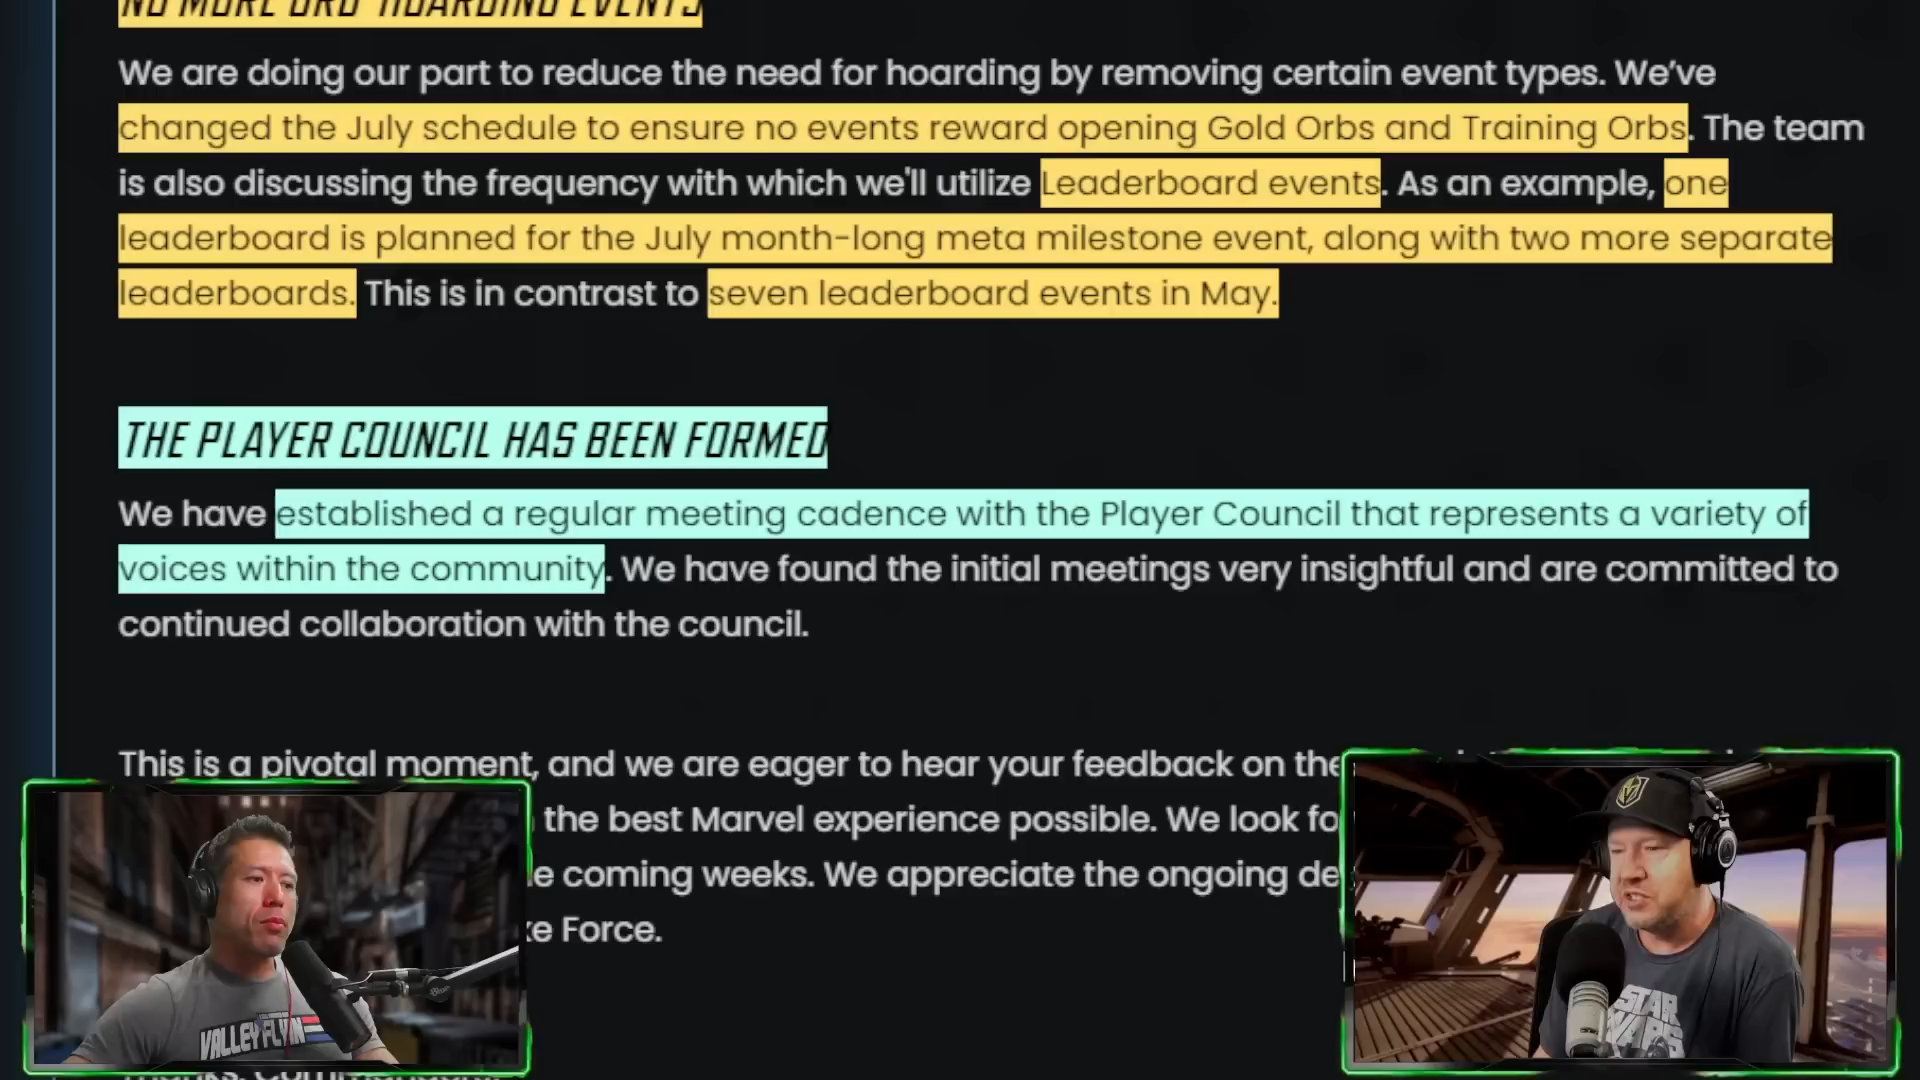 NO MORE ORB 'HOARDING EVENTS'
We are doing our part to reduce the need for hoarding by removing certain event types. We've
changed the July schedule to ensure no events reward opening Gold Orbs and Training Orbs. The team
is also discussing the frequency with which we'll utilize Leaderboard events. As an example, one
leaderboard is planned for the July month-long meta milestone event, along with two more separate
leaderboards. This is in contrast to seven leaderboard events in May.
THE PLAYER COUNCIL HAS BEEN FORMED
We have established a regular meeting cadence with the Player Council that represents a variety of
voices within the community. We have found the initial meetings very insightful and are committed to
continued collaboration with the council.
This is a pivotal moment, and we are eager to hear your feedback on the
the best Marvel experience possible. We look fo
coming weeks. We appreciate the ongoing de
Force.
VALLEY FLYIN
STAR
WARS